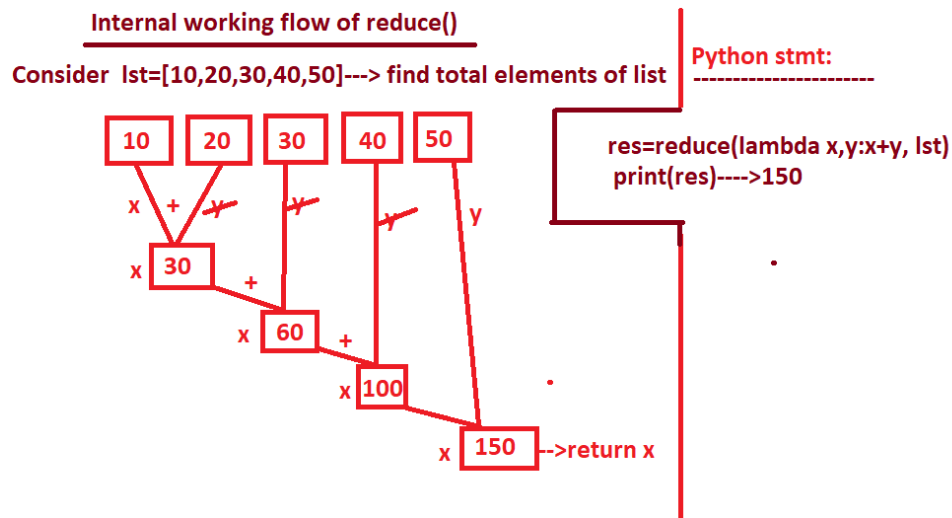 Internal working flow of reduce()
Consider lst=[10,20,30,40,50]---> find total elements of list
10 20 30 40 50
x + y y y y
x 30
+
x 60
+
x 100
x 150 -->return x
Python stmt:
-----------------------
res=reduce(lambda x,y:x+y, lst)
print(res)---->150